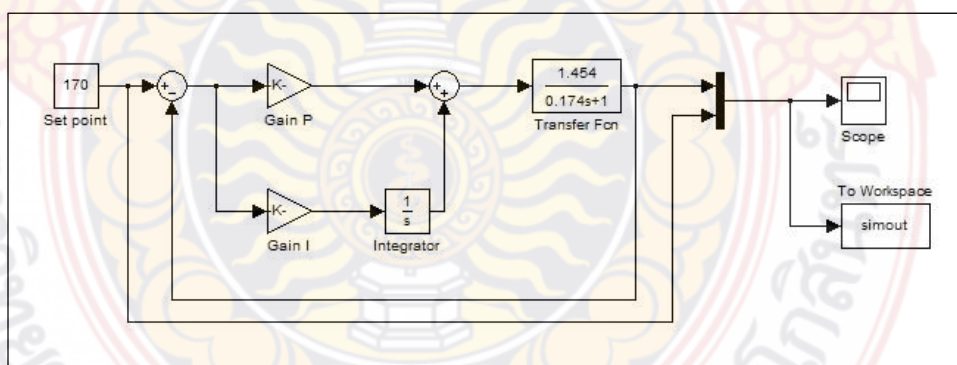 170
Set point
+
−
K-
Gain P
K-
Gain I
1
s
Integrator
+
+
1.454
0.174s+1
Transfer Fcn
Scope
To Workspace
simout